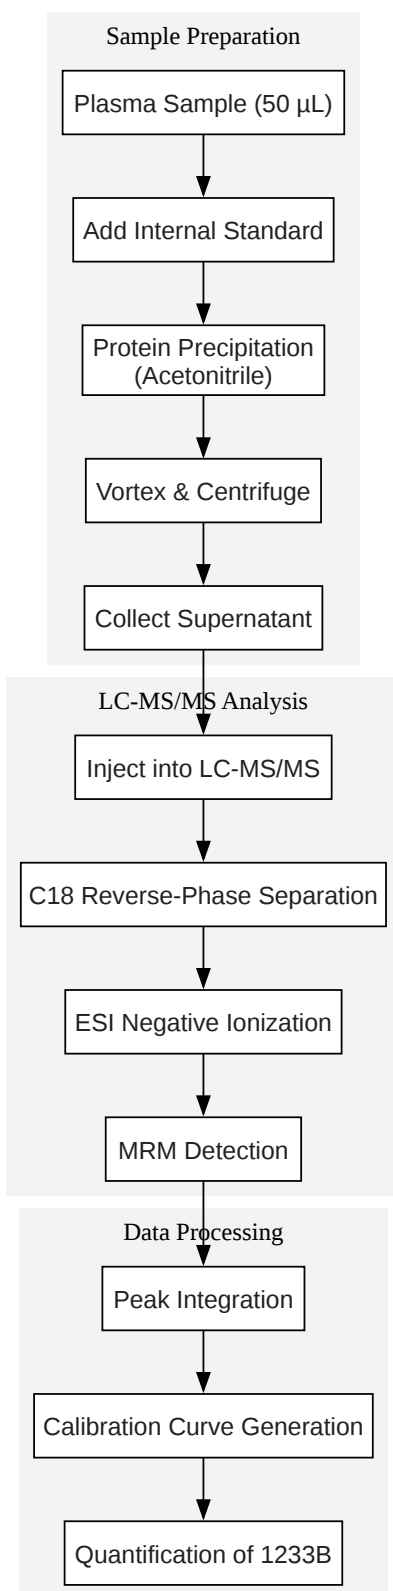 Sample Preparation
Plasma Sample (50 µL)
Add Internal Standard
Protein Precipitation
(Acetonitrile)
Vortex & Centrifuge
Collect Supernatant
LC-MS/MS Analysis
Inject into LC-MS/MS
C18 Reverse-Phase Separation
ESI Negative Ionization
MRM Detection
Data Processing
Peak Integration
Calibration Curve Generation
Quantification of 1233B